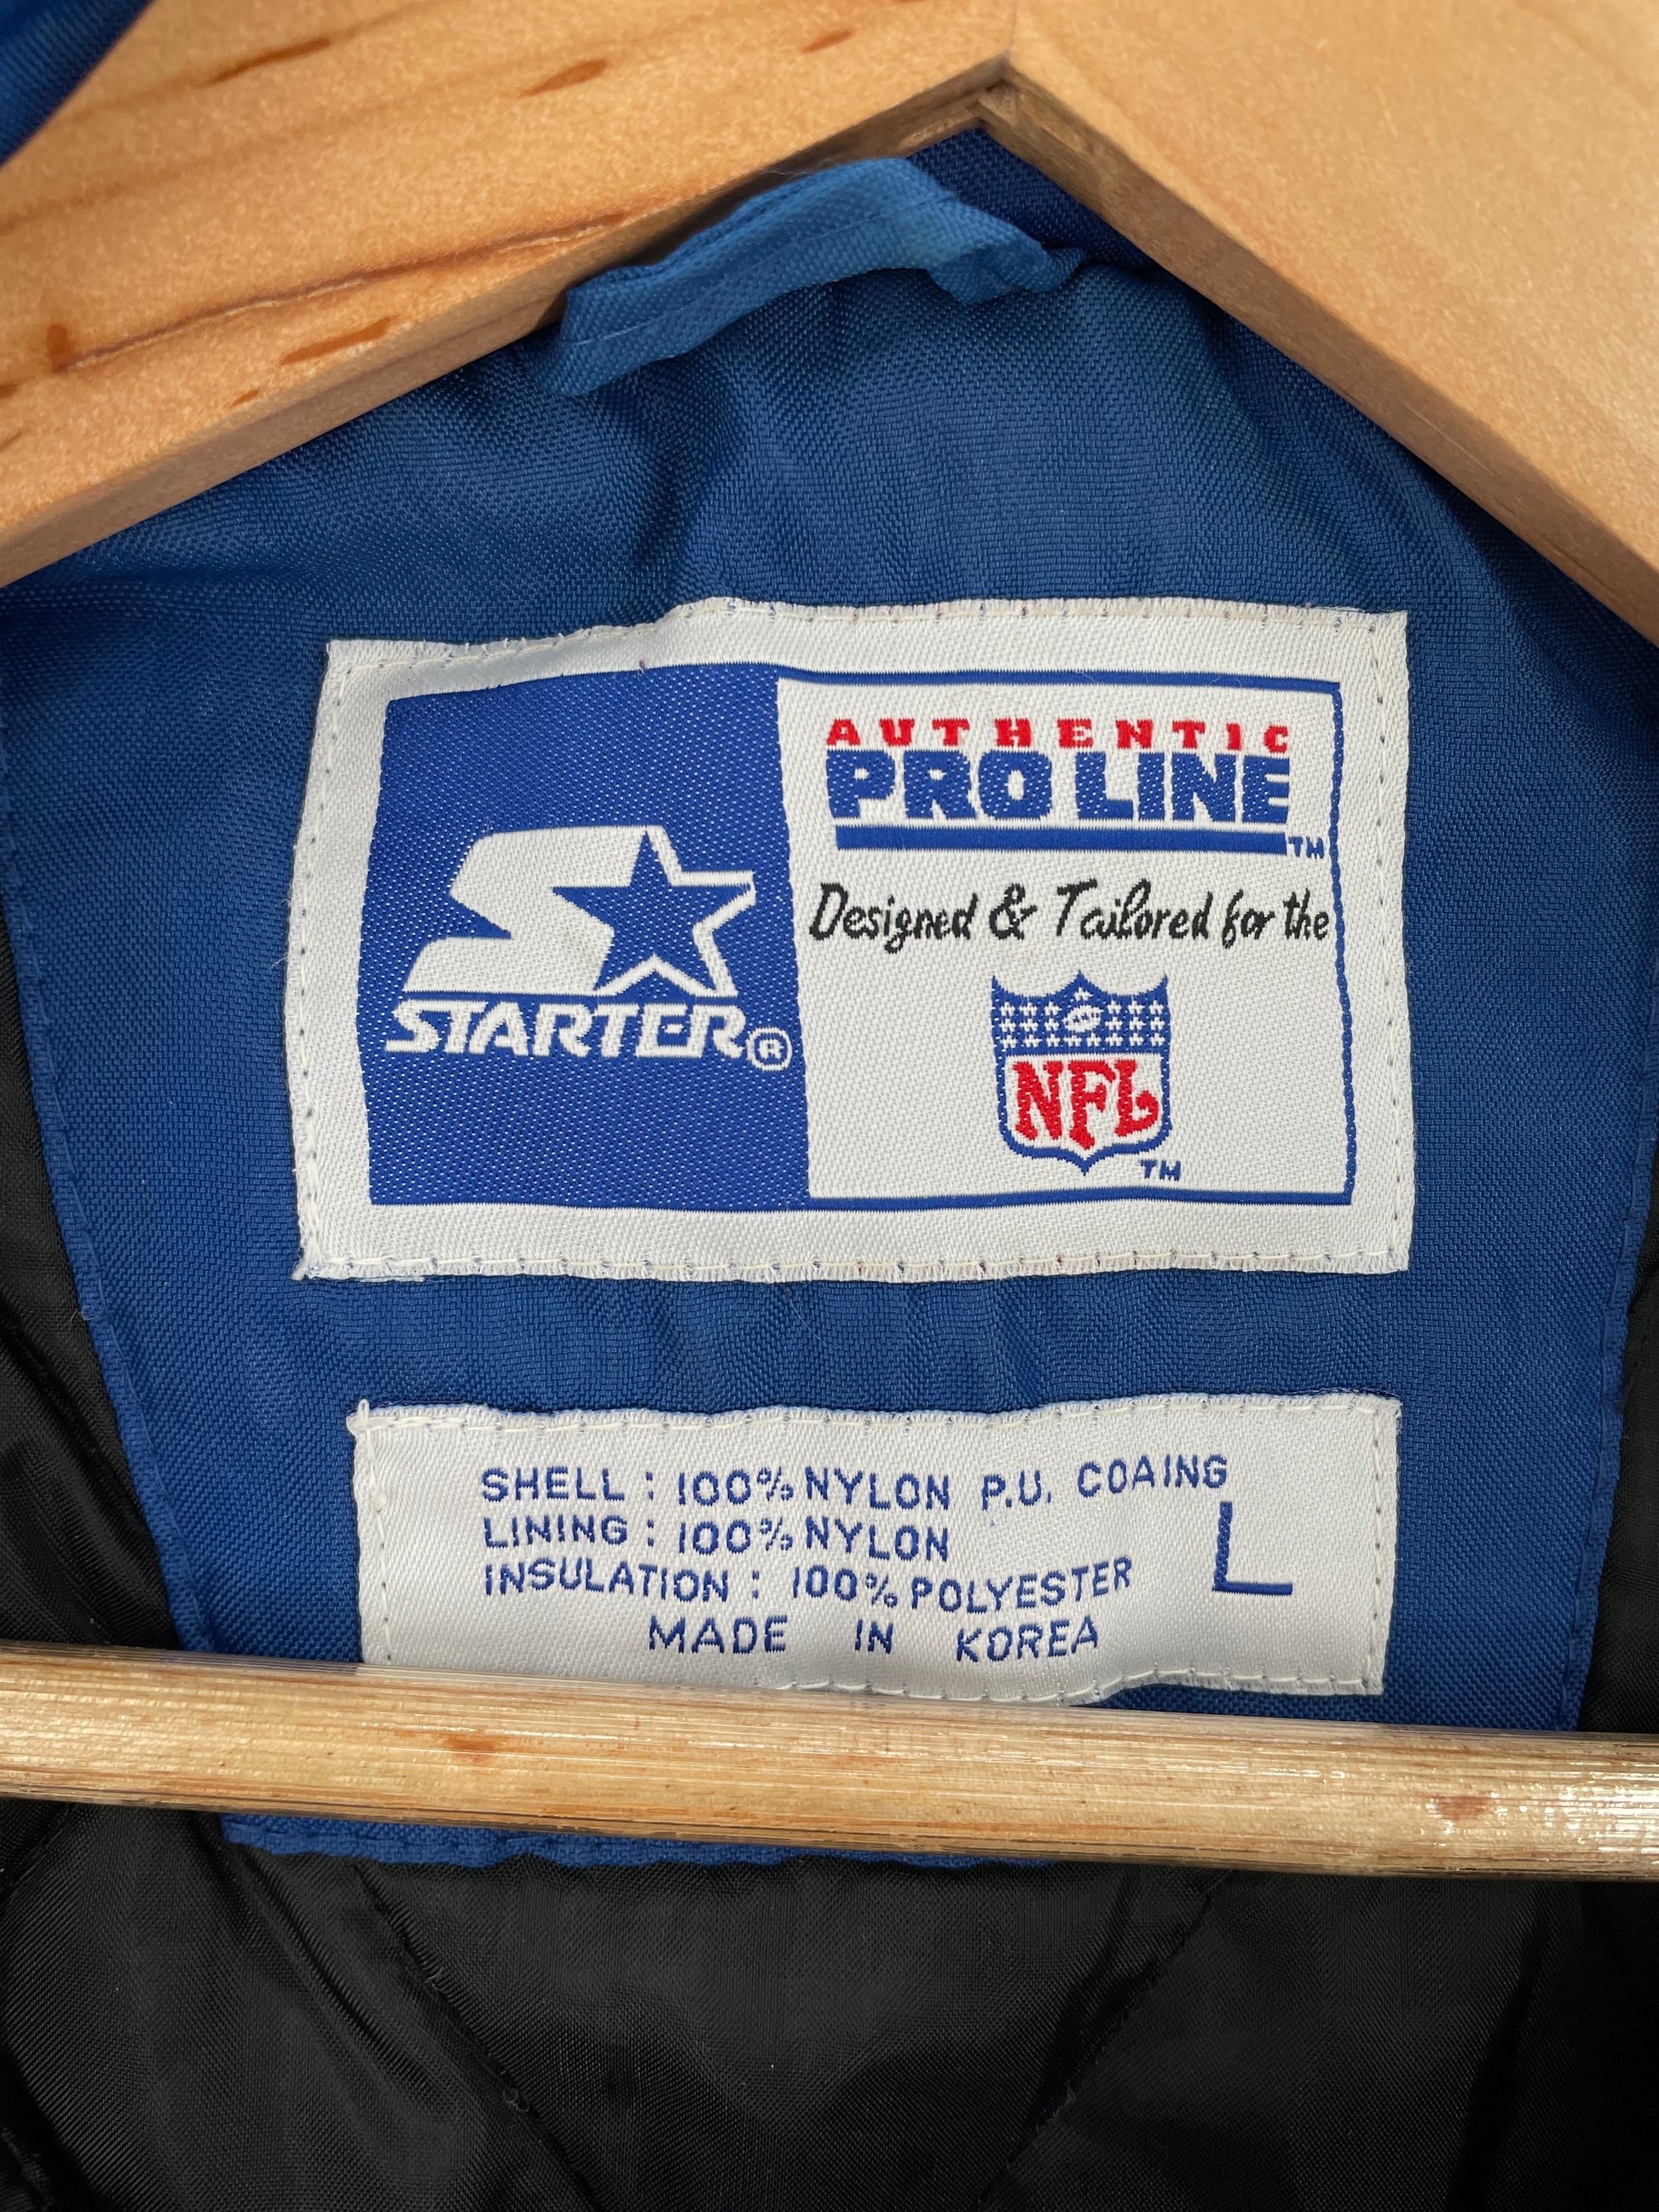 AUTHENTIC
PRO LINE
TM
Designed & Tailored for the
STARTER®
NFL
TM
SHELL : 100% NYLON P.U. COAING
LINING : 100% NYLON
INSULATION : 100% POLYESTER
L
MADE IN KOREA